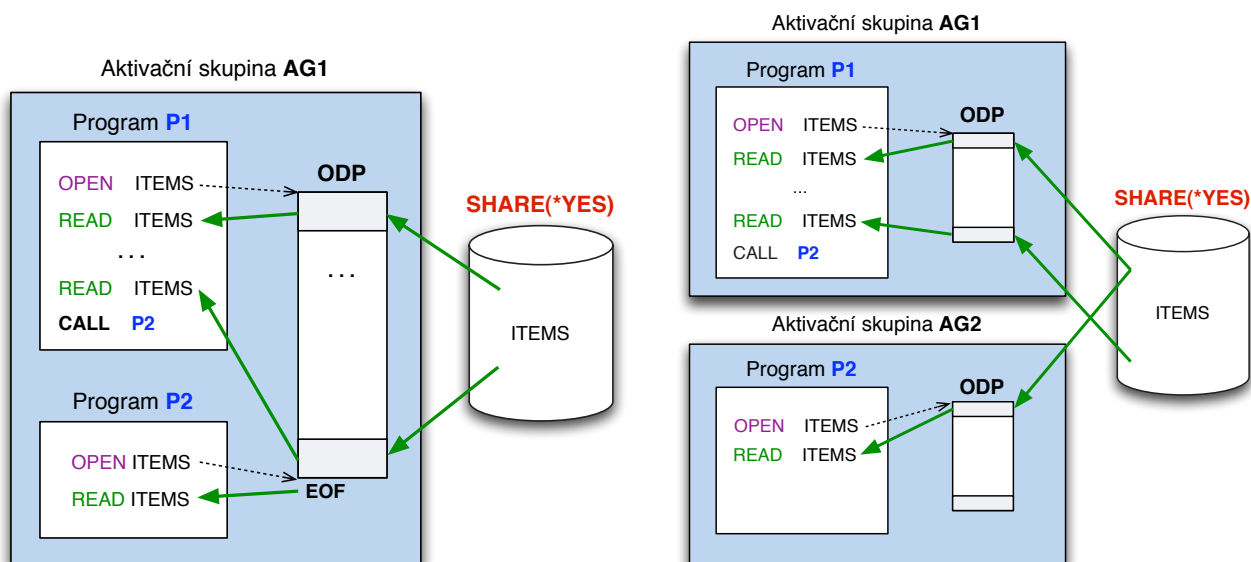 Aktivační skupina AG1
Program P1
OPEN ITEMS
READ ITEMS
. . .
READ ITEMS
CALL P2
Program P2
OPEN ITEMS
READ ITEMS
ODP
. . .
EOF
SHARE(*YES)
ITEMS
Aktivační skupina AG1
Program P1
OPEN ITEMS
READ ITEMS
...
READ ITEMS
CALL P2
ODP
Aktivační skupina AG2
Program P2
OPEN ITEMS
READ ITEMS
ODP
SHARE(*YES)
ITEMS